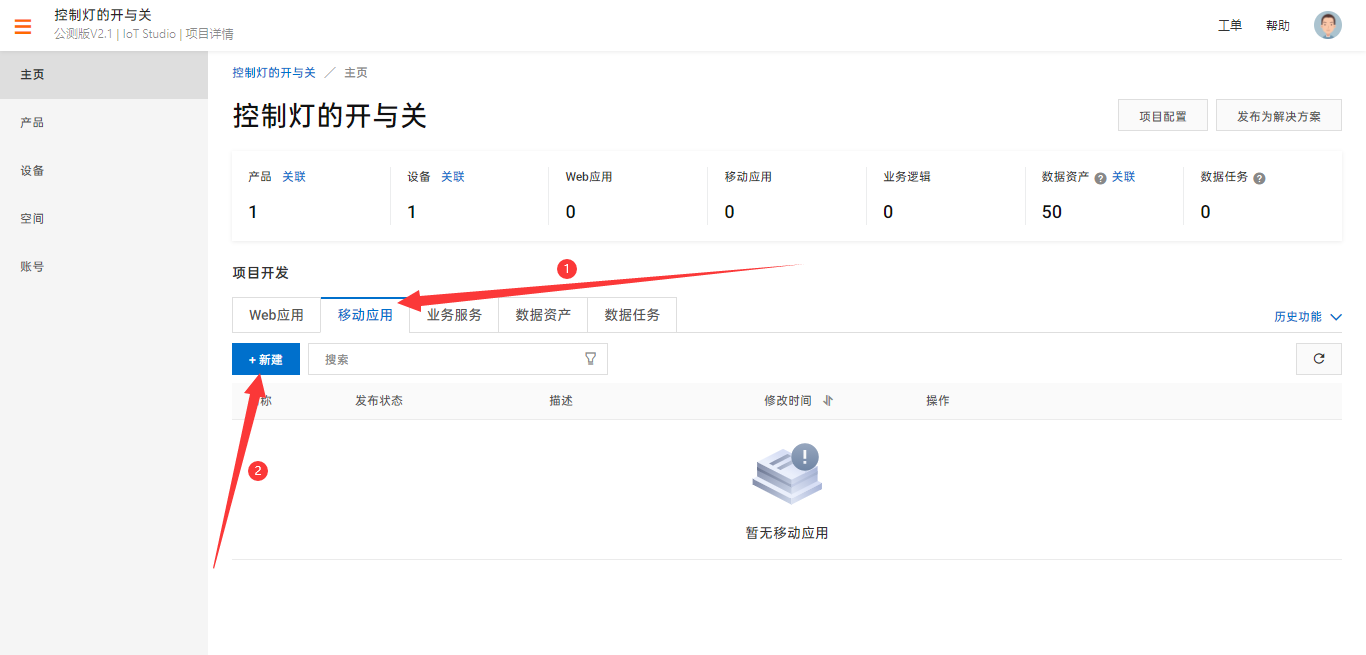 控制灯的开与关
公测版V2.1 | IoT Studio | 项目详情
工单 帮助
主页
产品
设备
空间
账号
控制灯的开与关 / 主页
控制灯的开与关
项目配置 发布为解决方案
产品 关联 设备 关联 Web应用 移动应用 业务逻辑 数据资产 ? 关联 数据任务 ?
1 1 0 0 0 50 0
项目开发
1
Web应用 移动应用 业务服务 数据资产 数据任务 历史功能
+ 新建 搜索
称 发布状态 描述 修改时间 操作
2
暂无移动应用